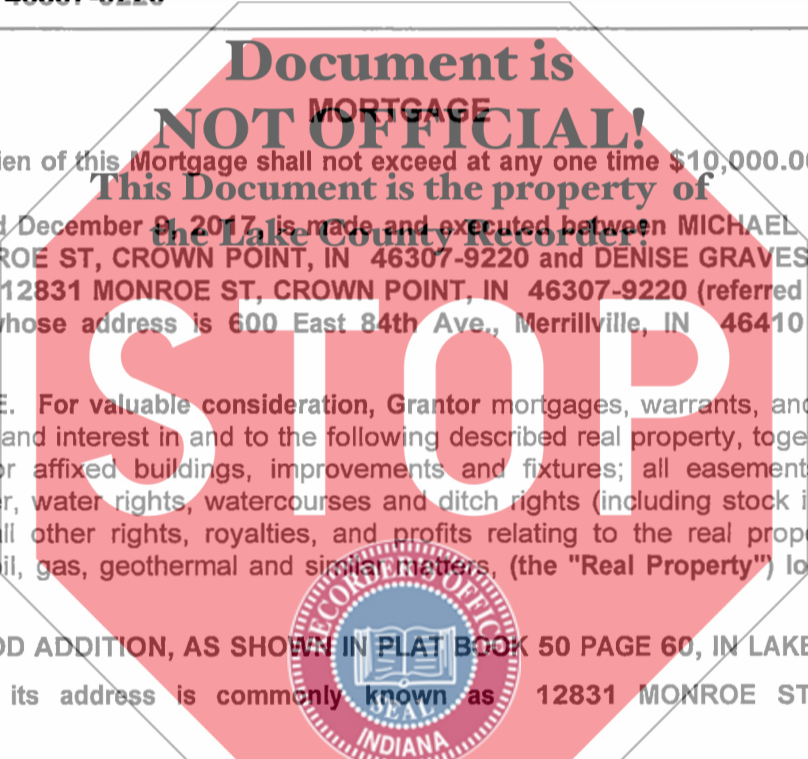 46307-9220
Document is
MORTGAGE
NOT OFFICIAL!
ien of this Mortgage shall not exceed at any one time $10,000.00
This Document is the property of
d December 9, 2017, is made and executed between MICHAEL
the Lake County Recorder!
ROE ST, CROWN POINT, IN 46307-9220 and DENISE GRAVES
12831 MONROE ST, CROWN POINT, IN 46307-9220 (referred
whose address is 600 East 84th Ave., Merrillville, IN 46410
STOP
E. For valuable consideration, Grantor mortgages, warrants, and
and interest in and to the following described real property, toge
or affixed buildings, improvements and fixtures; all easement
r, water rights, watercourses and ditch rights (including stock i
ll other rights, royalties, and profits relating to the real prope
oil, gas, geothermal and similar matters, (the "Real Property") lo
RECORDER'S OFFICE
OD ADDITION, AS SHOWN IN PLAT BOOK 50 PAGE 60, IN LAKE
its address is commonly known as 12831 MONROE ST
SEAL
INDIANA